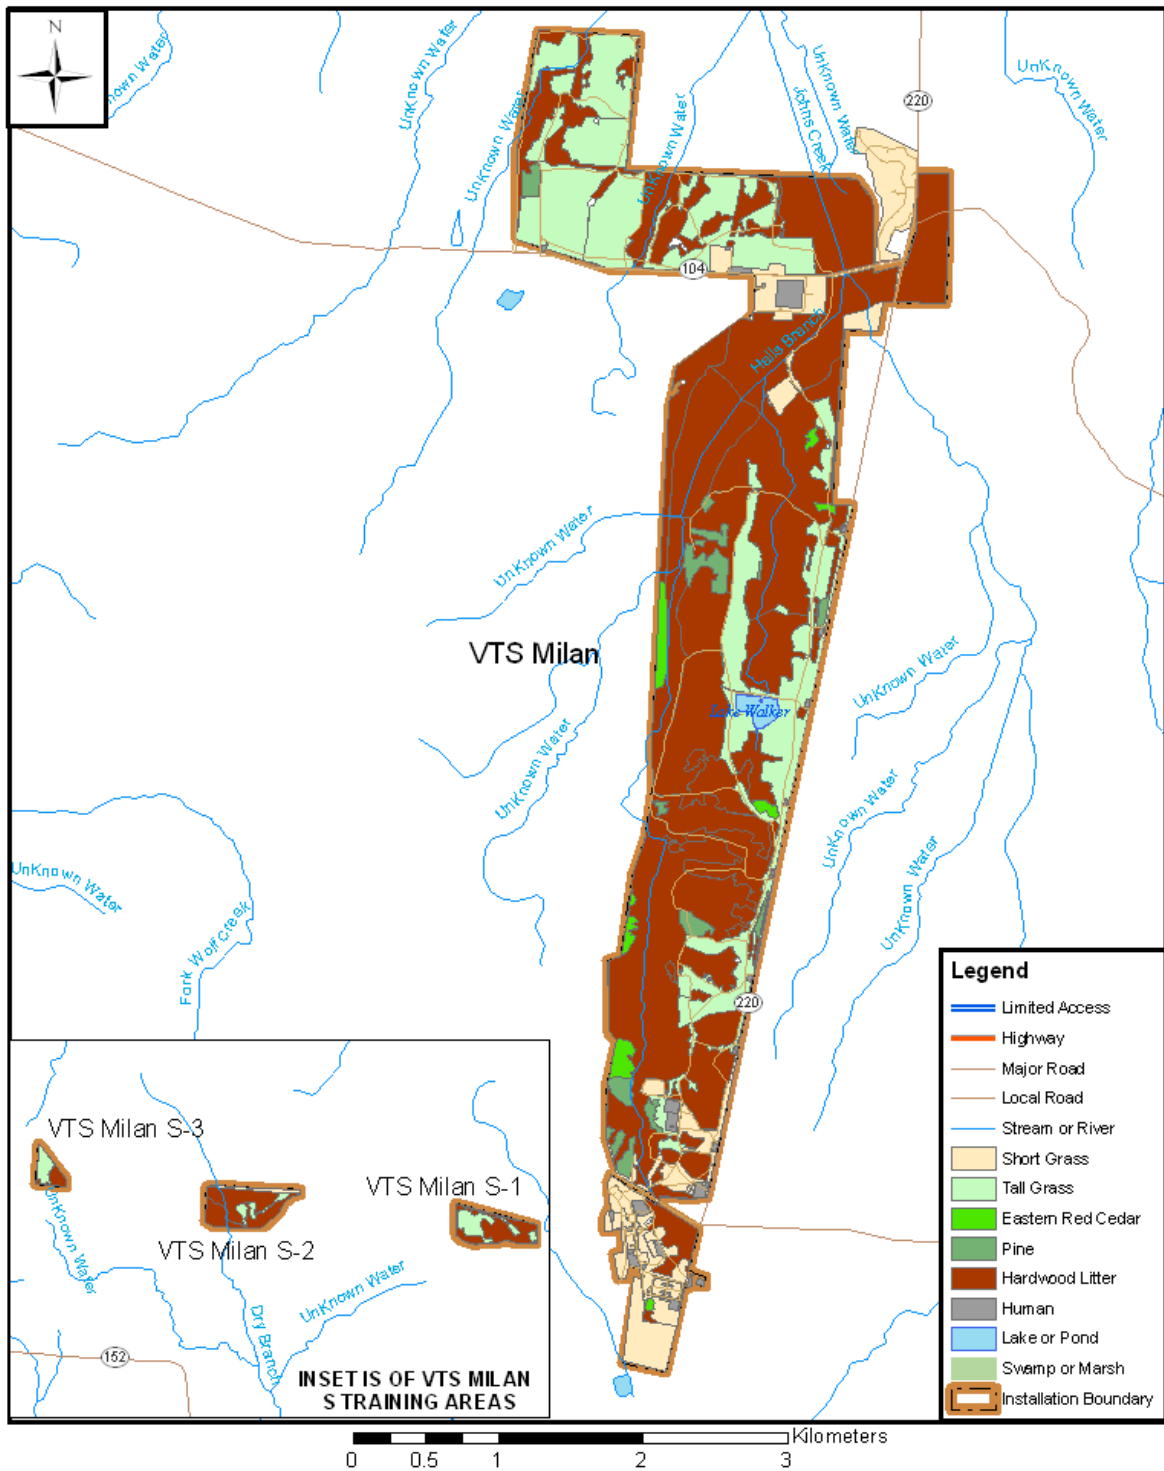 N
nown Water
UnKnown Water
UnKnown Water
UnKnown Water
Johns Creek
UnKnown Water
220
UnKnown Water
104
Halls Branch
UnKnown Water
VTS Milan
UnKnown Water
Lake Walker
UnKnown Water
UnKnown Water
UnKnown Water
UnKnown Water
Fork Wolf Creek
220
Legend
Limited Access
Highway
Major Road
Local Road
Stream or River
Short Grass
Tall Grass
Eastern Red Cedar
Pine
Hardwood Litter
Human
Lake or Pond
Swamp or Marsh
Installation Boundary
VTS Milan S-3
VTS Milan S-1
VTS Milan S-2
UnKnown Water
UnKnown Water
Dry Branch
152
INSET IS OF VTS MILAN
S TRAINING AREAS
Kilometers
0 0.5 1 2 3